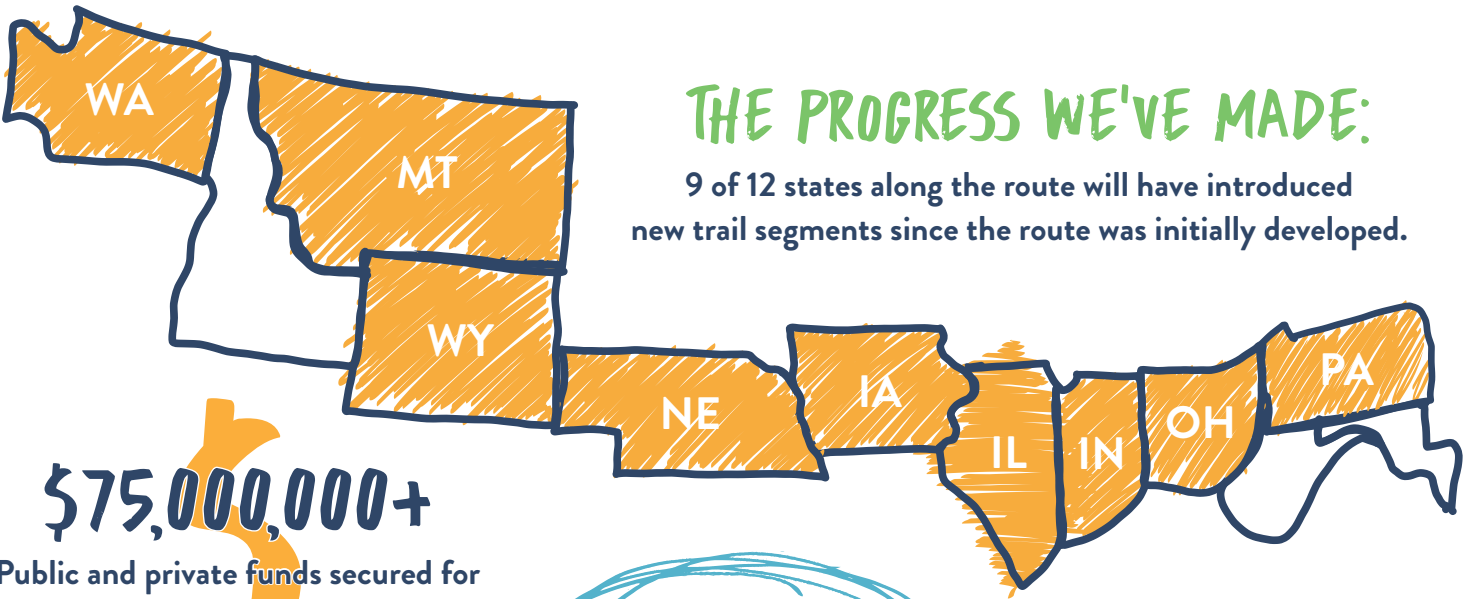 THE PROGRESS WE'VE MADE:
9 of 12 states along the route will have introduced
new trail segments since the route was initially developed.
WA
MT
WY
NE
IA
IL
IN
OH
PA
$75,000,000+
Public and private funds secured for